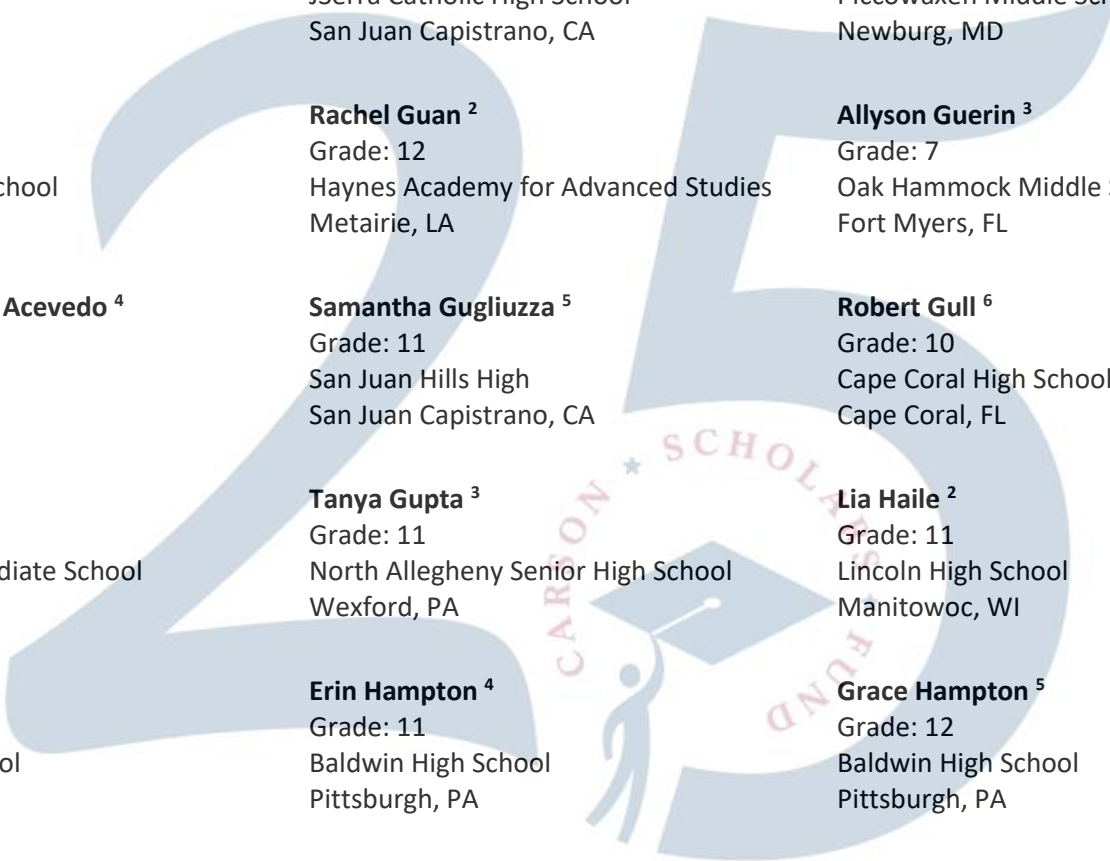 JSerra Catholic High School
San Juan Capistrano, CA
Piccowaxen Middle Sch
Newburg, MD
chool
Rachel Guan ²
Grade: 12
Haynes Academy for Advanced Studies
Metairie, LA
Allyson Guerin ³
Grade: 7
Oak Hammock Middle S
Fort Myers, FL
Acevedo ⁴
Samantha Gugliuzza ⁵
Grade: 11
San Juan Hills High
San Juan Capistrano, CA
Robert Gull ⁶
Grade: 10
Cape Coral High School
Cape Coral, FL
diate School
Tanya Gupta ³
Grade: 11
North Allegheny Senior High School
Wexford, PA
Lia Haile ²
Grade: 11
Lincoln High School
Manitowoc, WI
ol
Erin Hampton ⁴
Grade: 11
Baldwin High School
Pittsburgh, PA
Grace Hampton ⁵
Grade: 12
Baldwin High School
Pittsburgh, PA
25
CARSON ★ SCHOLARS ★ FUND